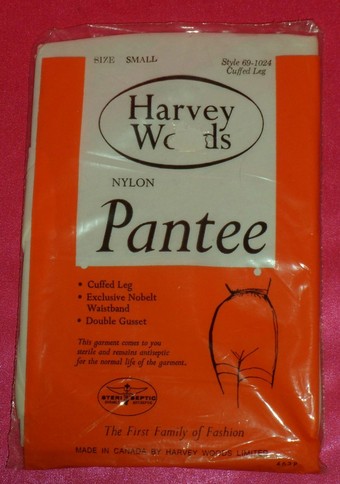 SIZE SMALL
Style 69-1024
Cuffed Leg
Harvey
Woods
NYLON
Pantee
• Cuffed Leg
• Exclusive Nobelt
Waistband
• Double Gusset
This garment comes to you
sterile and remains antiseptic
for the normal life of the garment.
STERI SEPTIC
The First Family of Fashion
MADE IN CANADA BY HARVEY WOODS LIMITED